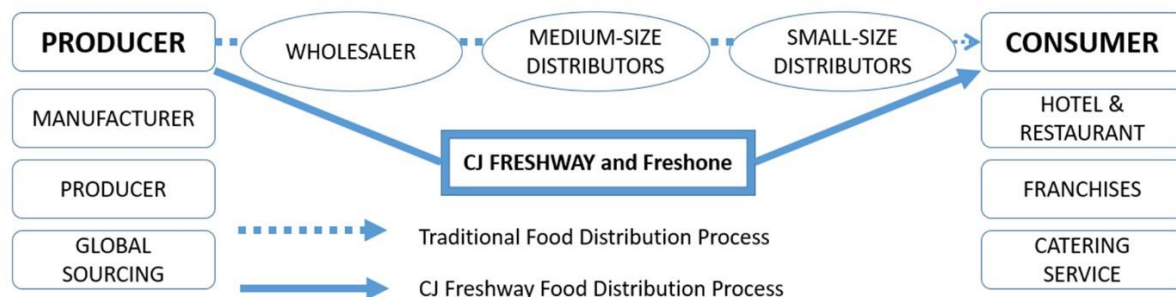 PRODUCER
WHOLESALER
MEDIUM-SIZE
DISTRIBUTORS
SMALL-SIZE
DISTRIBUTORS
CONSUMER
MANUFACTURER
HOTEL &
RESTAURANT
CJ FRESHWAY and Freshone
PRODUCER
FRANCHISES
GLOBAL
SOURCING
Traditional Food Distribution Process
CATERING
SERVICE
CJ Freshway Food Distribution Process